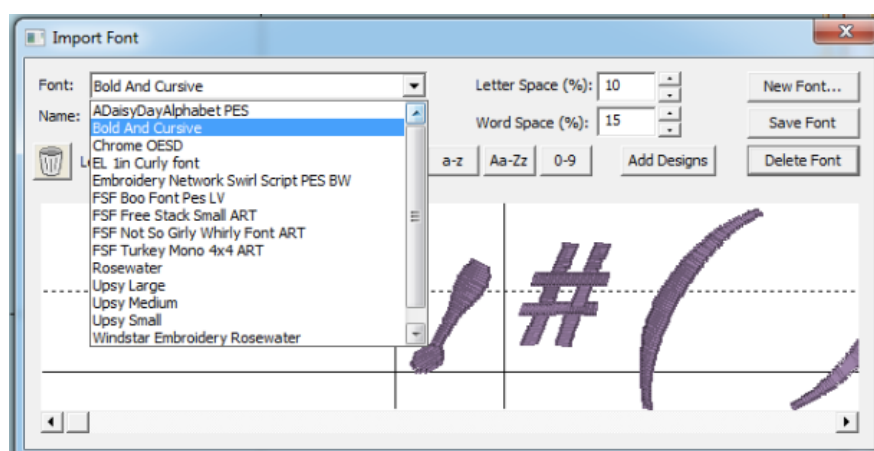 Import Font
Font: Bold And Cursive Letter Space (%): 10 New Font...
Name: Word Space (%): 15 Save Font
a-z Aa-Zz 0-9 Add Designs Delete Font
ADaisyDayAlphabet PES
Bold And Cursive
Chrome OESD
EL 1in Curly font
Embroidery Network Swirl Script PES BW
FSF Boo Font Pes LV
FSF Free Stack Small ART
FSF Not So Girly Whirly Font ART
FSF Turkey Mono 4x4 ART
Rosewater
Upsy Large
Upsy Medium
Upsy Small
Windstar Embroidery Rosewater
! # ( )